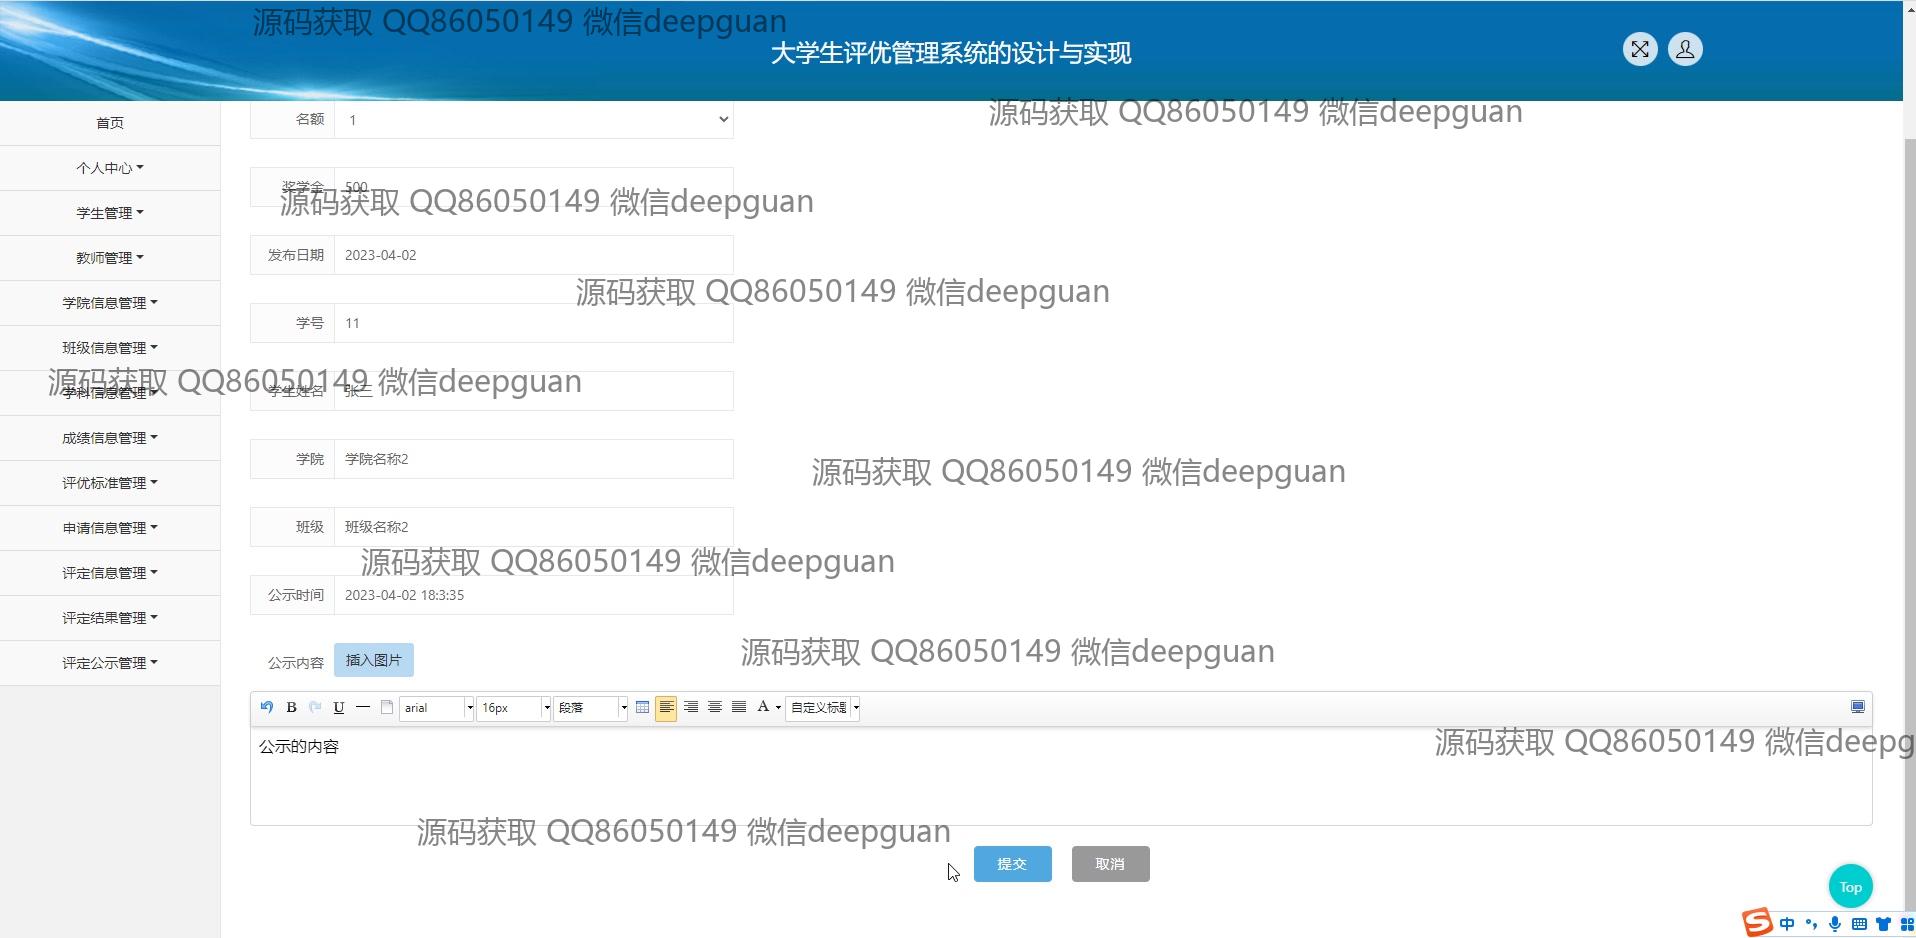 源码获取 QQ86050149 微信deepguan
大学生评优管理系统的设计与实现
源码获取 QQ86050149 微信deepguan
首页
个人中心
学生管理
教师管理
学院信息管理
班级信息管理
学科信息管理
成绩信息管理
评优标准管理
申请信息管理
评定信息管理
评定结果管理
评定公示管理
名额 1
奖学金 500
源码获取 QQ86050149 微信deepguan
发布日期 2023-04-02
源码获取 QQ86050149 微信deepguan
学号 11
源码获取 QQ86050149 微信deepguan
学生姓名 张三
学院 学院名称2
源码获取 QQ86050149 微信deepguan
班级 班级名称2
源码获取 QQ86050149 微信deepguan
公示时间 2023-04-02 18:3:35
源码获取 QQ86050149 微信deepguan
公示内容 插入图片
B U arial 16px 段落 A 自定义标题
源码获取 QQ86050149 微信deepg
公示的内容
源码获取 QQ86050149 微信deepguan
提交 取消
Top
S 中